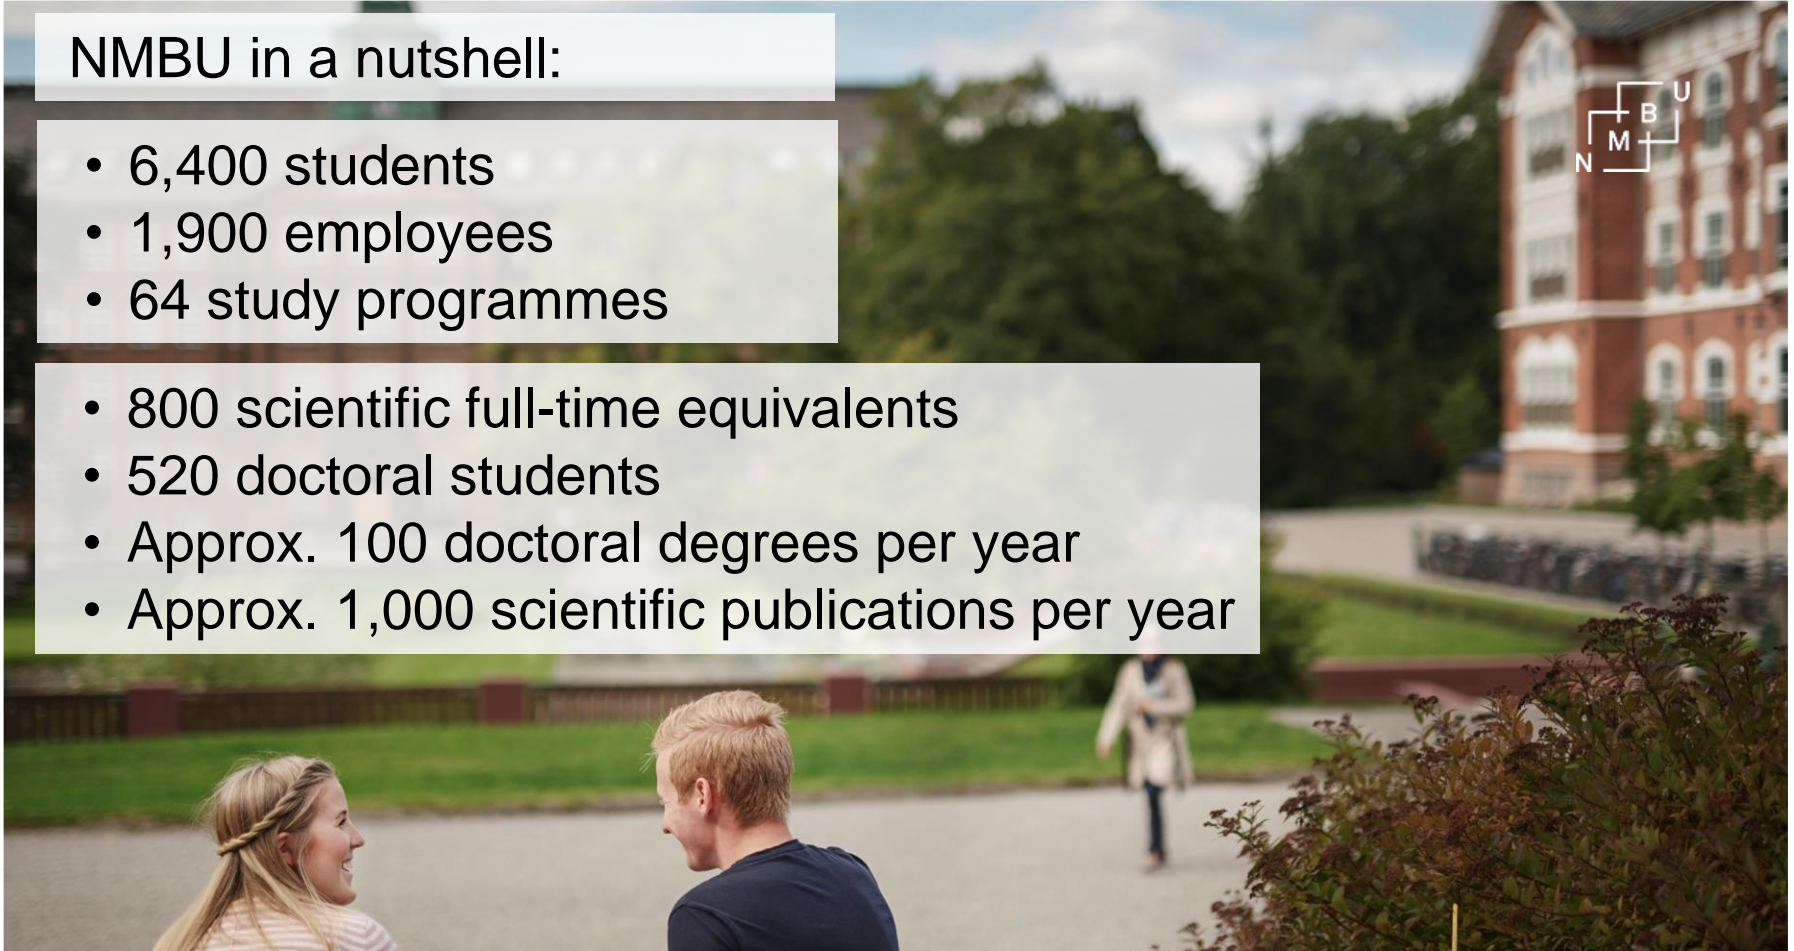 NMBU in a nutshell:
• 6,400 students
• 1,900 employees
• 64 study programmes
• 800 scientific full-time equivalents
• 520 doctoral students
• Approx. 100 doctoral degrees per year
• Approx. 1,000 scientific publications per year
N M B U